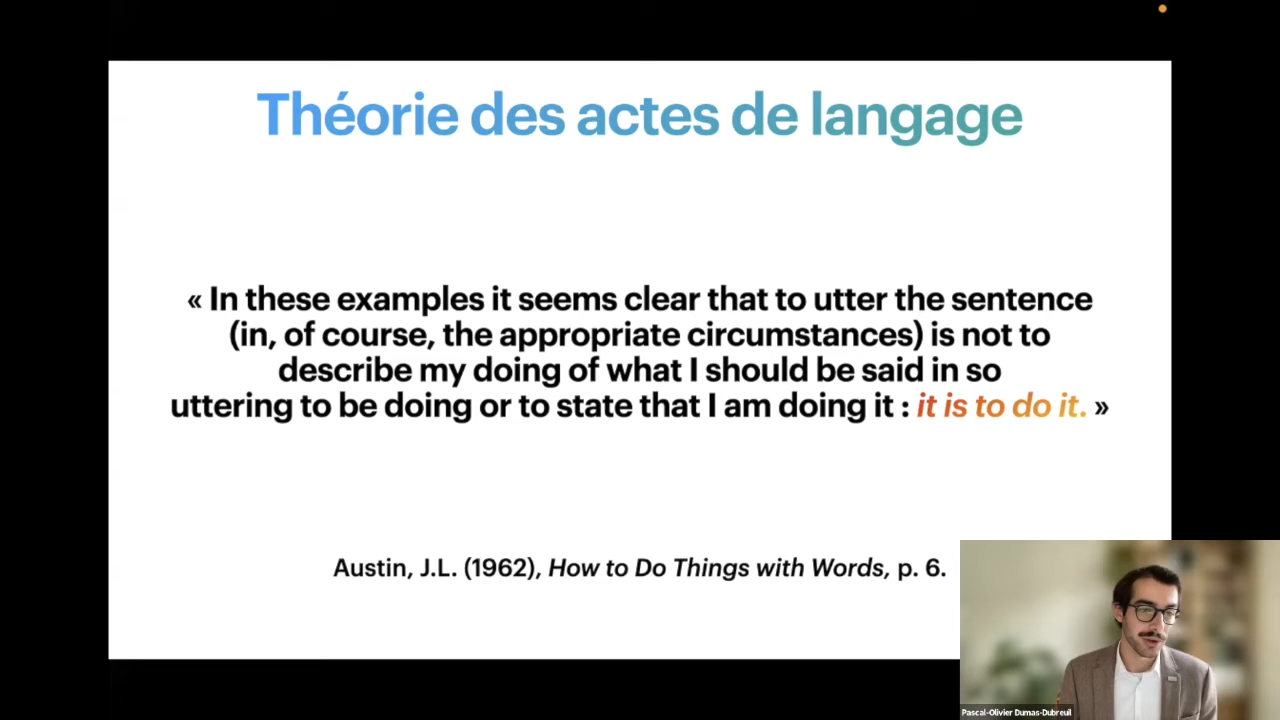 Théorie des actes de langage
« In these examples it seems clear that to utter the sentence
(in, of course, the appropriate circumstances) is not to
describe my doing of what I should be said in so
uttering to be doing or to state that I am doing it : it is to do it. »
Austin, J.L. (1962), How to Do Things with Words, p. 6.
Pascal-Olivier Dumas-Dubreuil